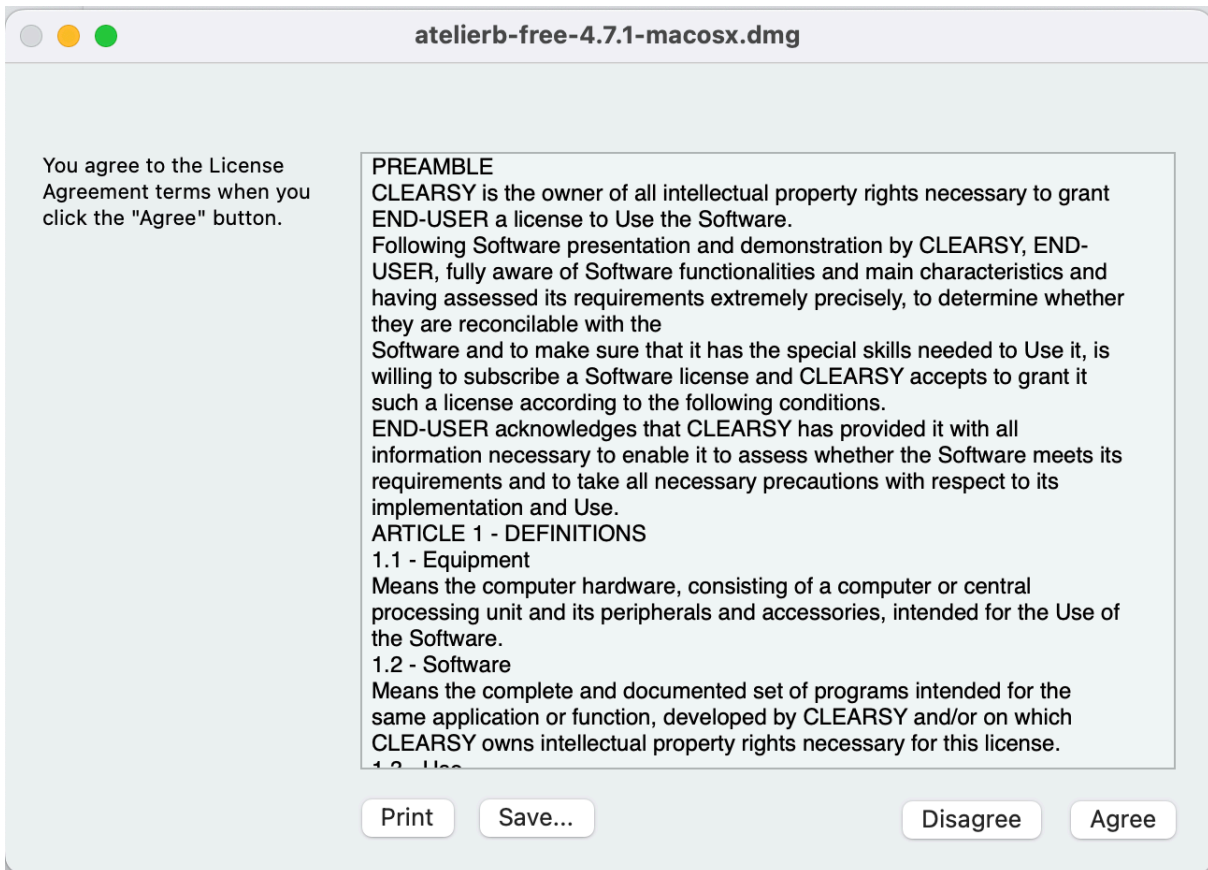 atelierb-free-4.7.1-macosx.dmg
You agree to the License
Agreement terms when you
click the "Agree" button.
PREAMBLE
CLEARSY is the owner of all intellectual property rights necessary to grant
END-USER a license to Use the Software.
Following Software presentation and demonstration by CLEARSY, END-
USER, fully aware of Software functionalities and main characteristics and
having assessed its requirements extremely precisely, to determine whether
they are reconcilable with the
Software and to make sure that it has the special skills needed to Use it, is
willing to subscribe a Software license and CLEARSY accepts to grant it
such a license according to the following conditions.
END-USER acknowledges that CLEARSY has provided it with all
information necessary to enable it to assess whether the Software meets its
requirements and to take all necessary precautions with respect to its
implementation and Use.
ARTICLE 1 - DEFINITIONS
1.1 - Equipment
Means the computer hardware, consisting of a computer or central
processing unit and its peripherals and accessories, intended for the Use of
the Software.
1.2 - Software
Means the complete and documented set of programs intended for the
same application or function, developed by CLEARSY and/or on which
CLEARSY owns intellectual property rights necessary for this license.
1.3 - Use
Print Save... Disagree Agree